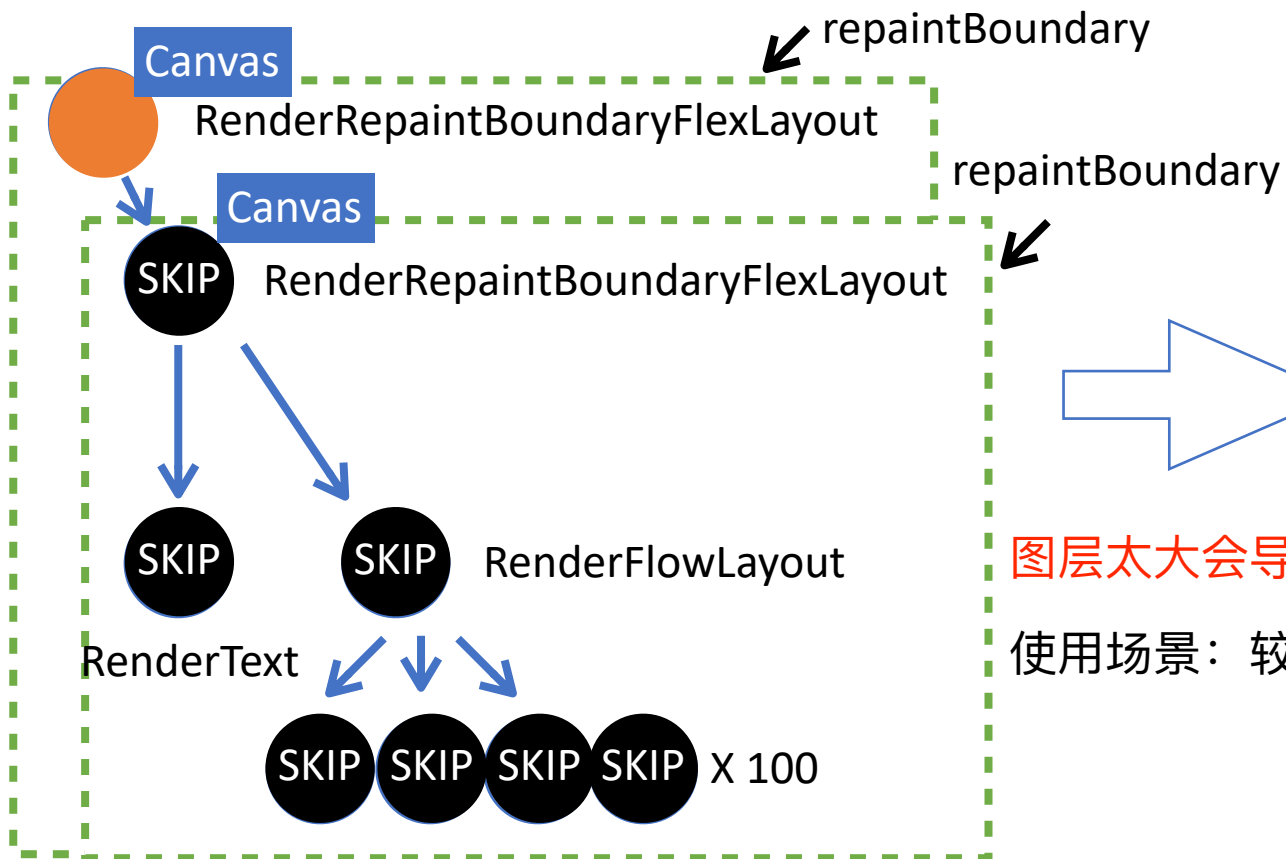 repaintBoundary
Canvas
RenderRepaintBoundaryFlexLayout
repaintBoundary
Canvas
SKIP
RenderRepaintBoundaryFlexLayout
SKIP
SKIP
RenderFlowLayout
图层太大会导
RenderText
使用场景：较
SKIP SKIP SKIP SKIP X 100